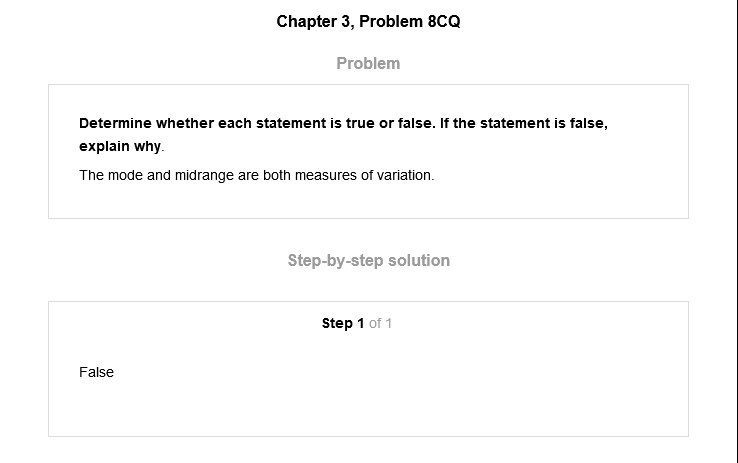 Chapter 3, Problem 8CQ
Problem
Determine whether each statement is true or false. If the statement is false,
explain why.
The mode and midrange are both measures of variation.
Step-by-step solution
Step 1 of 1
False